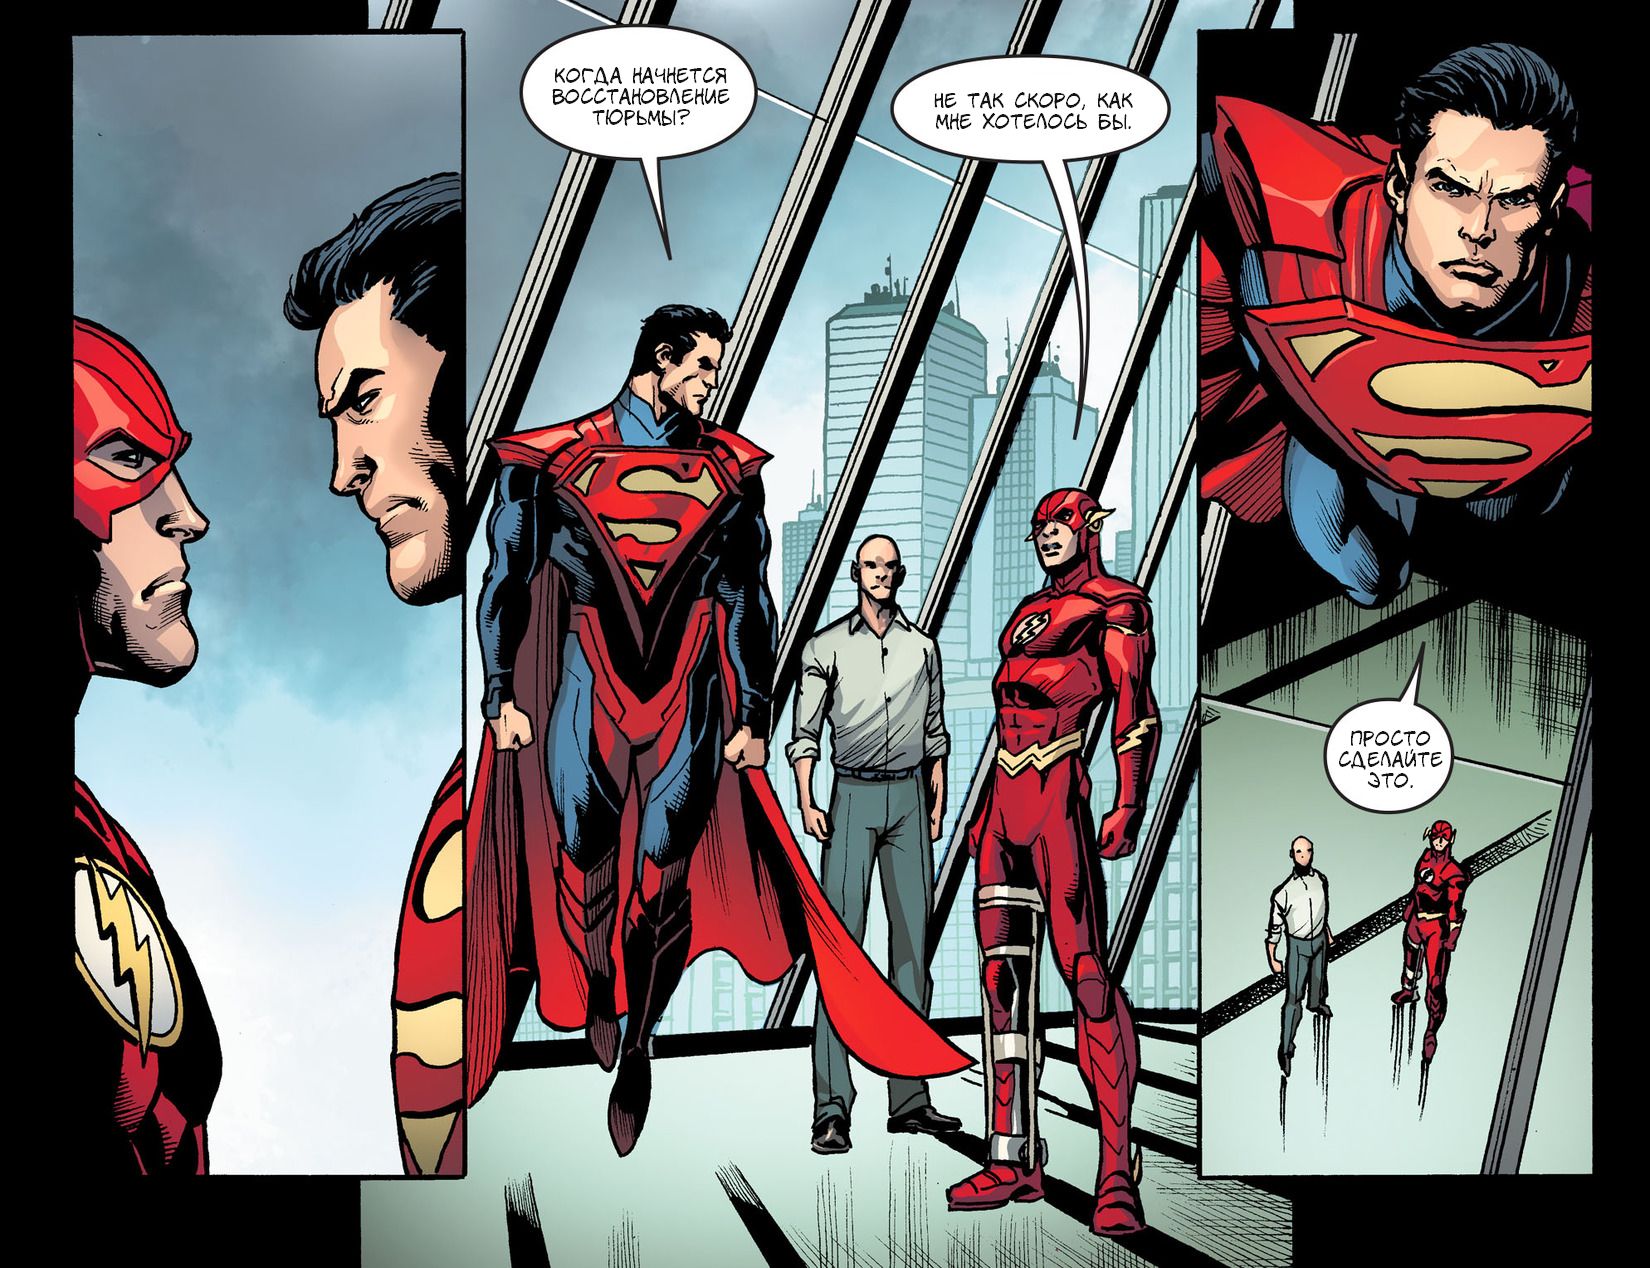 КОГДА НАЧНЕТСЯ
ВОССТАНОВЛЕНИЕ
ТЮРЬМЫ?
НЕ ТАК СКОРО, КАК
МНЕ ХОТЕЛОСЬ БЫ.
ПРОСТО
СДЕЛАЙТЕ
ЭТО.